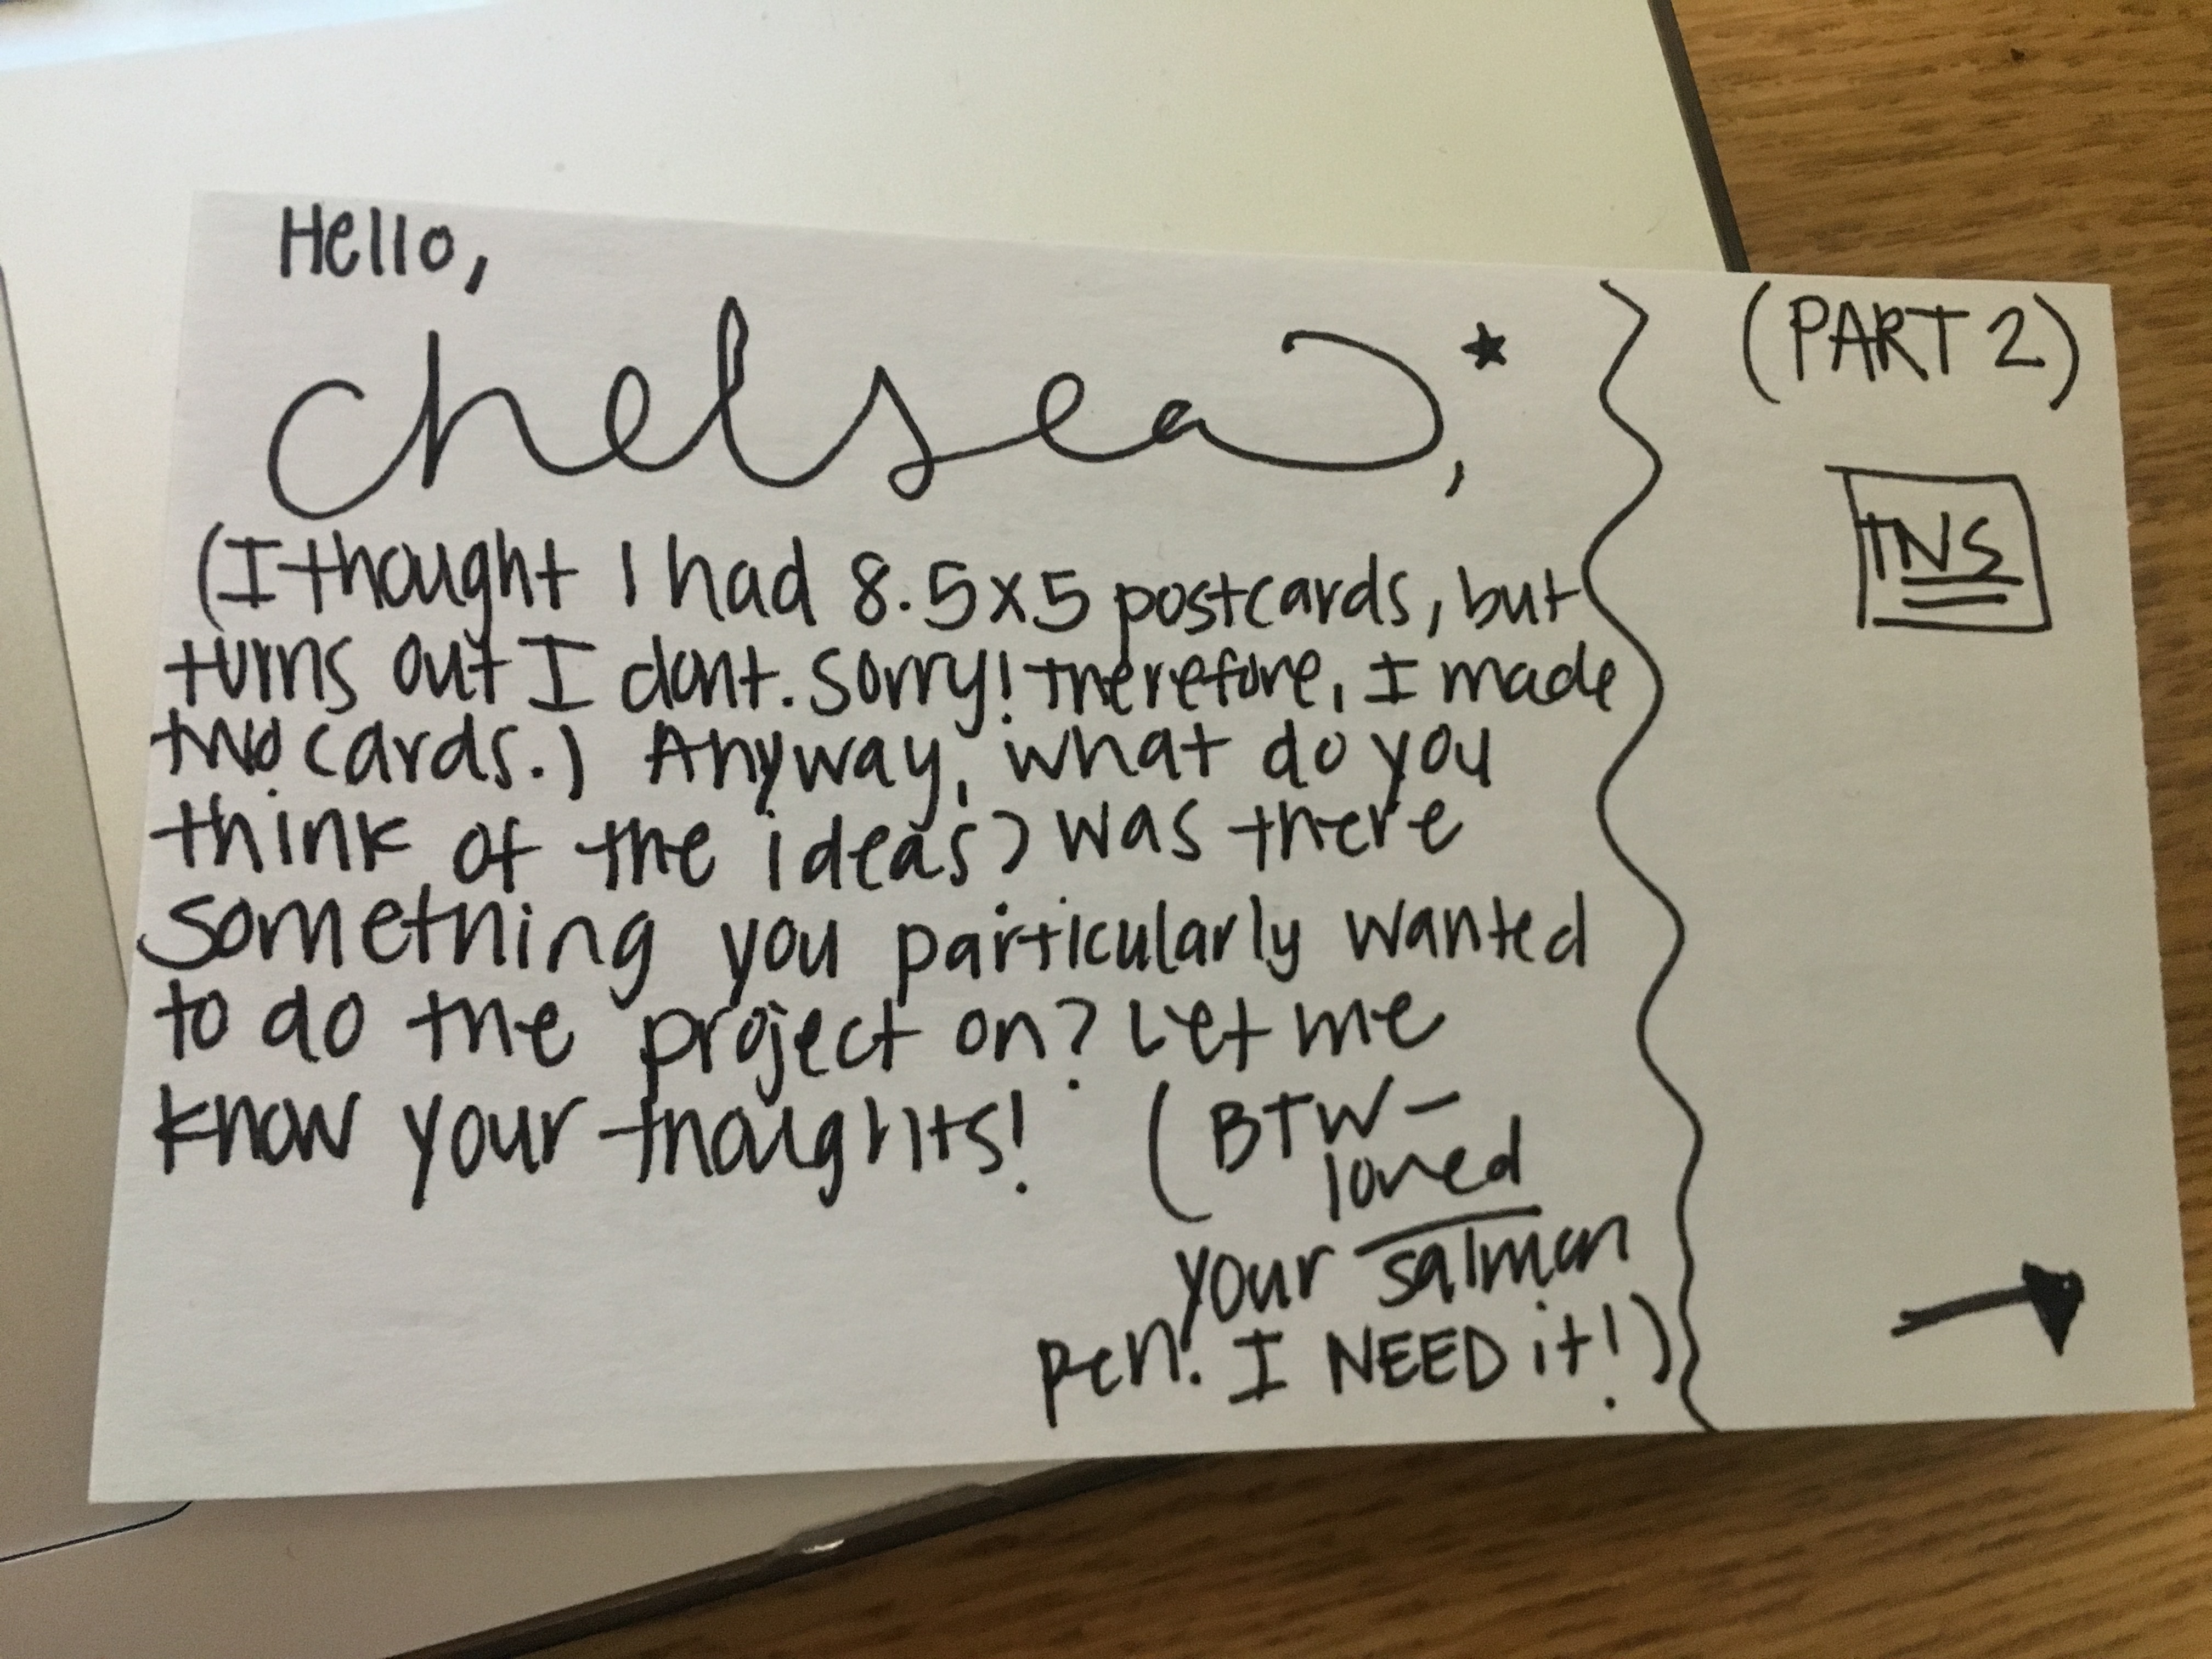 Hello,
Chelsea,
(I thought I had 8.5x5 postcards, but
turns out I dont. Sorry! Therefore, I made
two cards.) Anyway, what do you
think of the ideas? Was there
Something you particularly wanted
to do the project on? Let me
know your thoughts!
(BTW-
loved
your salmon
pen! I NEED it!)
(PART 2)
INS